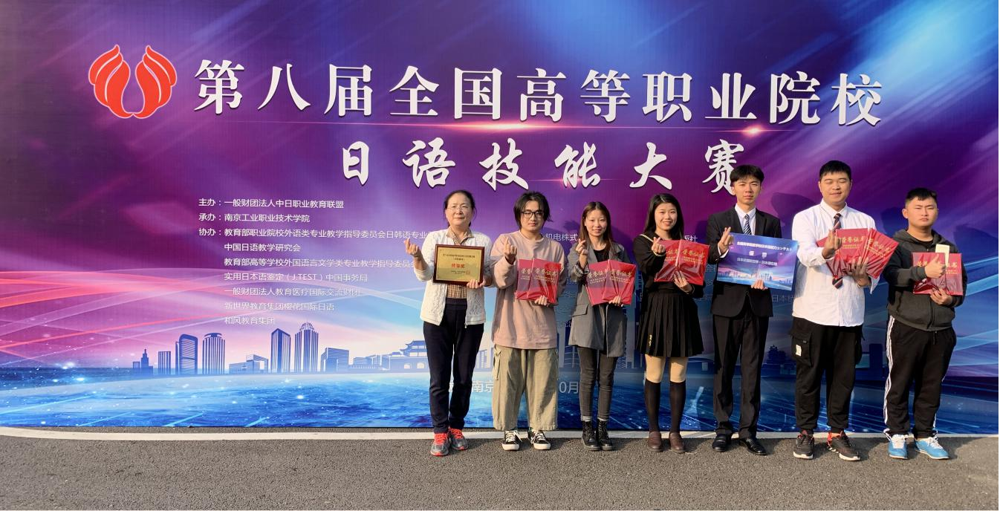 第八届全国高等职业院校
日语技能大赛
主办：一般财团法人中日职业教育联盟
承办：南京工业职业技术学院
协办：教育部职业院校外语类专业教学指导委员会日韩语专业
机电株式
中国日语教学研究会
教育部高等学校外国语言文学类专业教学指导委员会
实用日本语鉴定（J.TEST）中国事务局
一般财团法人教育医疗国际交流财团
新世界教育集团樱花国际日语
和风教育集团
南京
0月
特等奖
荣誉证书
荣誉证书
荣誉证书
優勝
荣誉证书